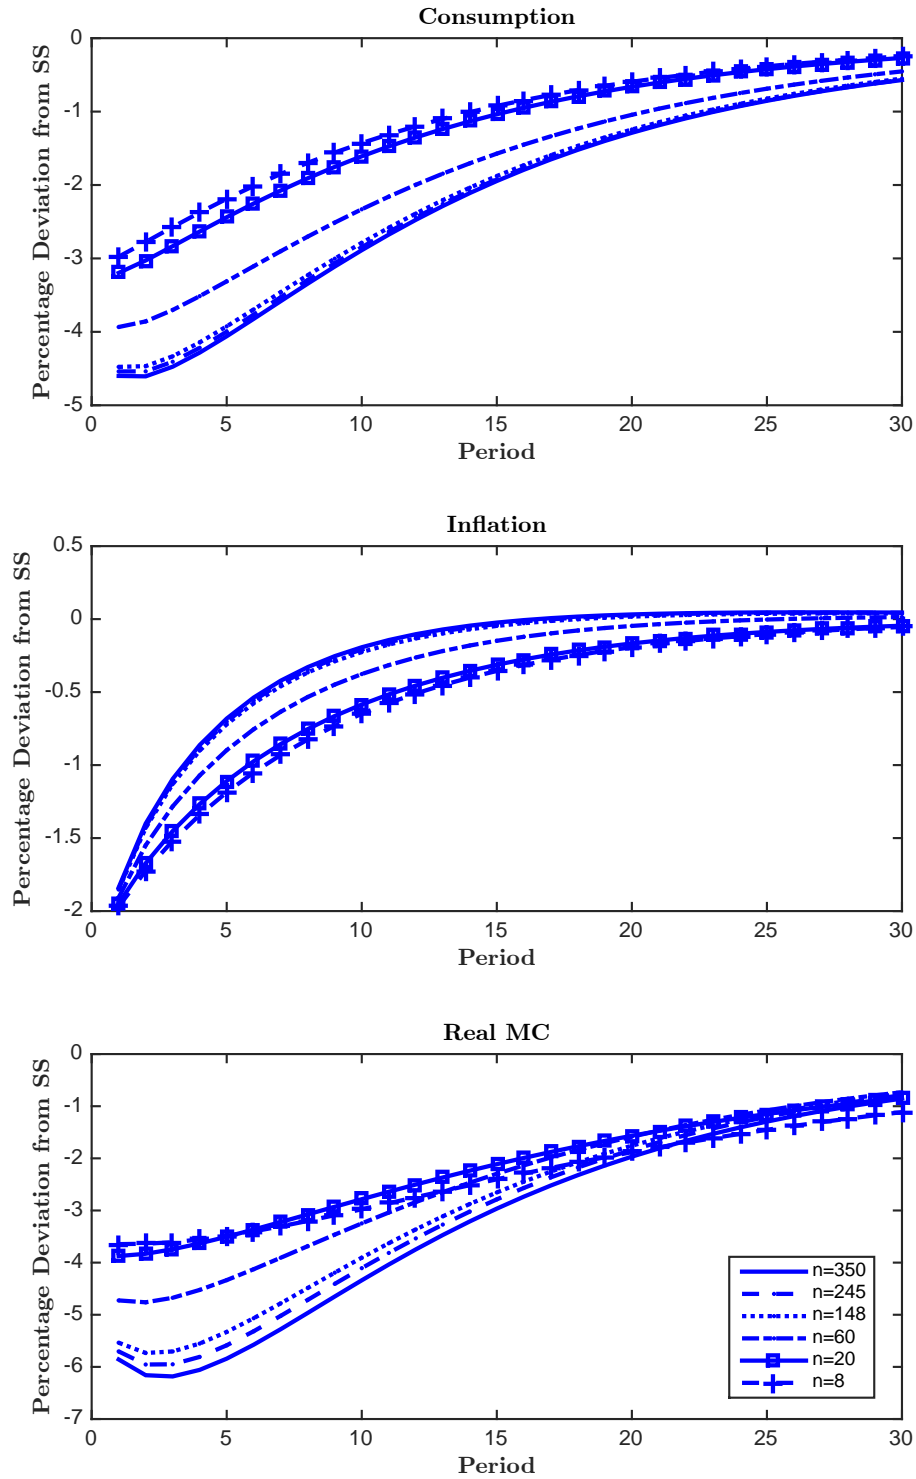 Consumption
Percentage Deviation from SS
0
-1
-2
-3
-4
-5
0 5 10 15 20 25 30
Period
Inflation
Percentage Deviation from SS
0.5
0
-0.5
-1
-1.5
-2
0 5 10 15 20 25 30
Period
Real MC
Percentage Deviation from SS
0
-1
-2
-3
-4
-5
-6
-7
n=350
n=245
n=148
n=60
n=20
n=8
0 5 10 15 20 25 30
Period